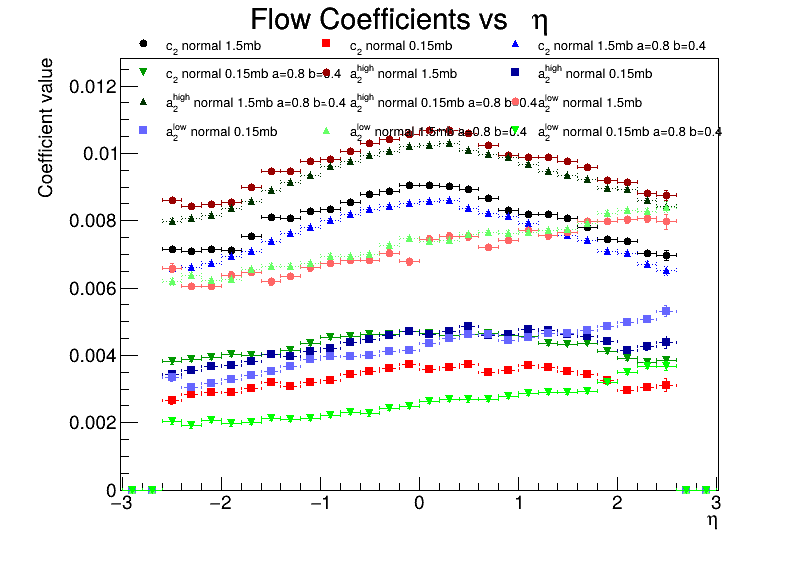 Flow Coefficients vs η
c2 normal 1.5mb c2 normal 0.15mb c2 normal 1.5mb a=0.8 b=0.4
c2 normal 0.15mb a=0.8 b=0.4 a2high normal 1.5mb a2high normal 0.15mb
a2high normal 1.5mb a=0.8 b=0.4 a2high normal 0.15mb a=0.8 b=0.4 a2low normal 1.5mb
a2low normal 0.15mb a2low normal 1.5mb a=0.8 b=0.4 a2low normal 0.15mb a=0.8 b=0.4
Coefficient value
0.012
0.01
0.008
0.006
0.004
0.002
0
−3 −2 −1 0 1 2 3
η